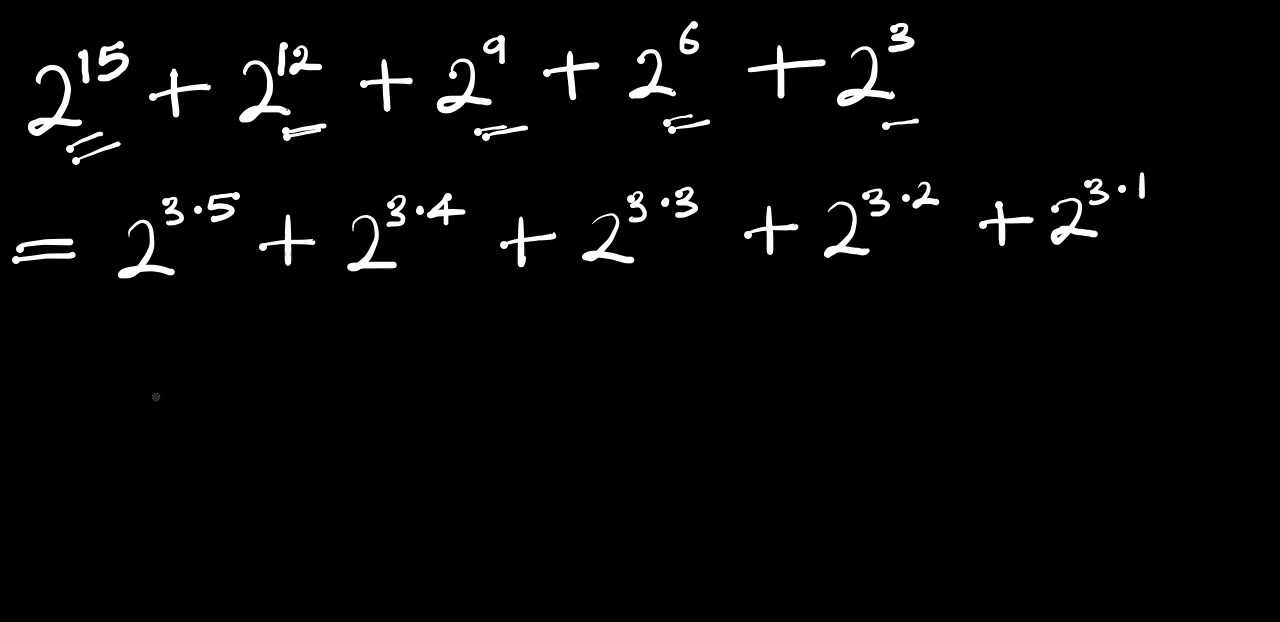 2^15 + 2^12 + 2^9 + 2^6 + 2^3
= 2^3·5 + 2^3·4 + 2^3·3 + 2^3·2 + 2^3·1